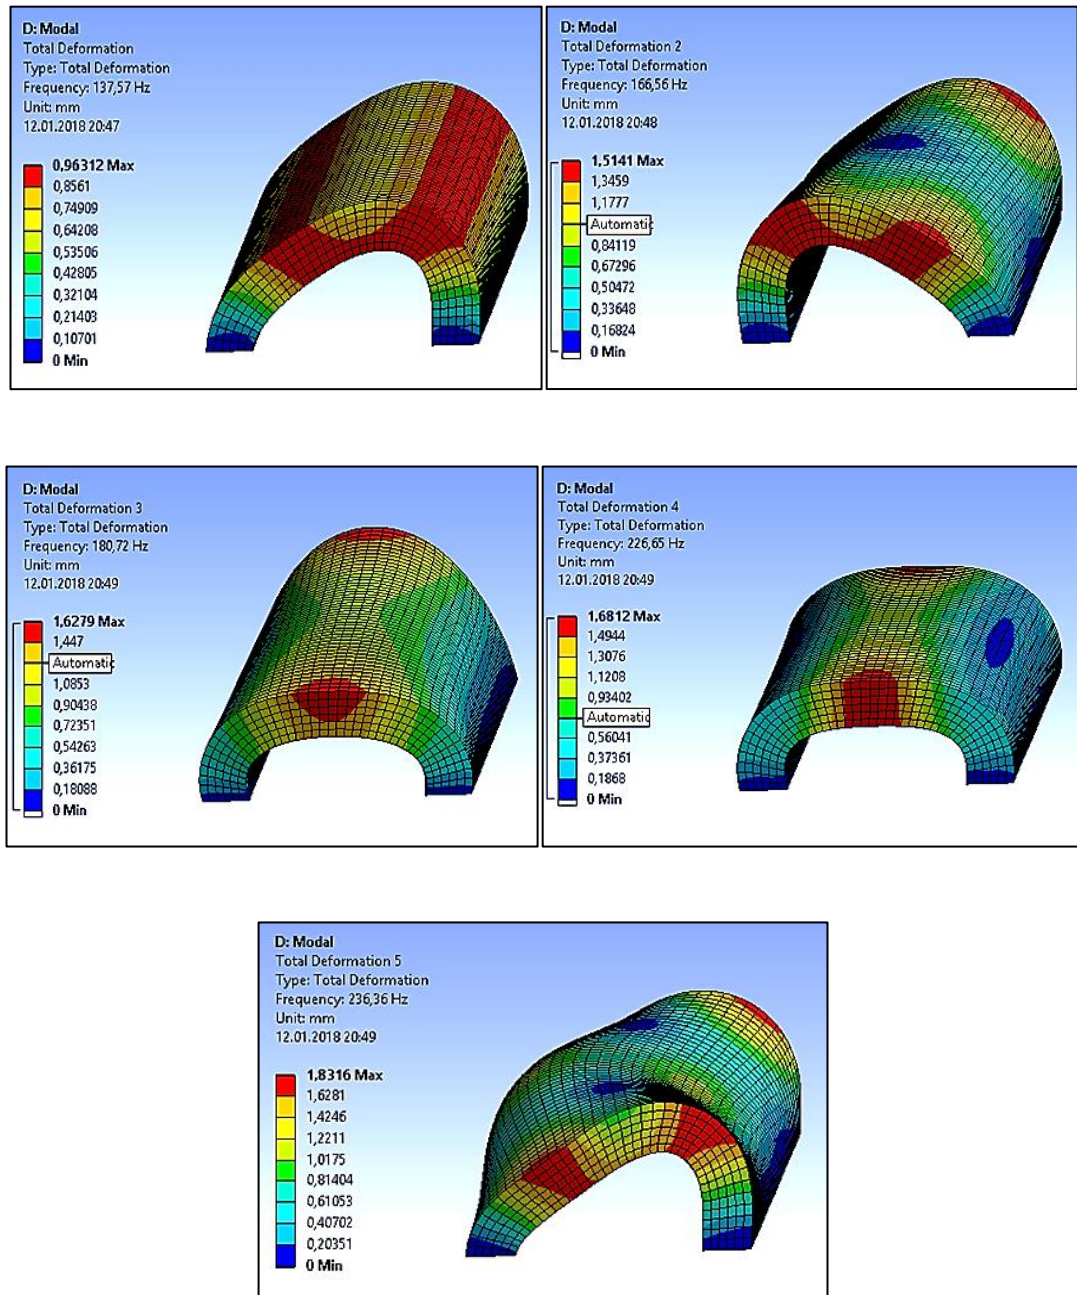 D: Modal
Total Deformation
Type: Total Deformation
Frequency: 137,57 Hz
Unit: mm
12.01.2018 20:47
0,96312 Max
0,8561
0,74909
0,64208
0,53506
0,42805
0,32104
0,21403
0,10701
0 Min
D: Modal
Total Deformation 2
Type: Total Deformation
Frequency: 166,56 Hz
Unit: mm
12.01.2018 20:48
1,5141 Max
1,3459
1,1777
Automatic
0,84119
0,67296
0,50472
0,33648
0,16824
0 Min
D: Modal
Total Deformation 3
Type: Total Deformation
Frequency: 180,72 Hz
Unit: mm
12.01.2018 20:49
1,6279 Max
1,447
Automatic
1,0853
0,90438
0,72351
0,54263
0,36175
0,18088
0 Min
D: Modal
Total Deformation 4
Type: Total Deformation
Frequency: 226,65 Hz
Unit: mm
12.01.2018 20:49
1,6812 Max
1,4944
1,3076
1,1208
0,93402
Automatic
0,56041
0,37361
0,1868
0 Min
D: Modal
Total Deformation 5
Type: Total Deformation
Frequency: 236,36 Hz
Unit: mm
12.01.2018 20:49
1,8316 Max
1,6281
1,4246
1,2211
1,0175
0,81404
0,61053
0,40702
0,20351
0 Min